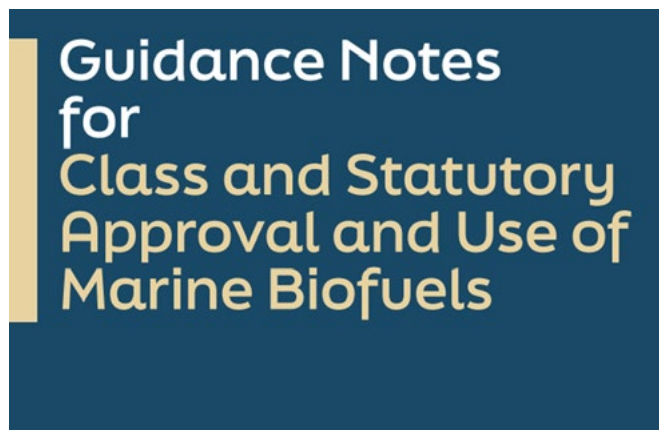 Guidance Notes
for
Class and Statutory
Approval and Use of
Marine Biofuels